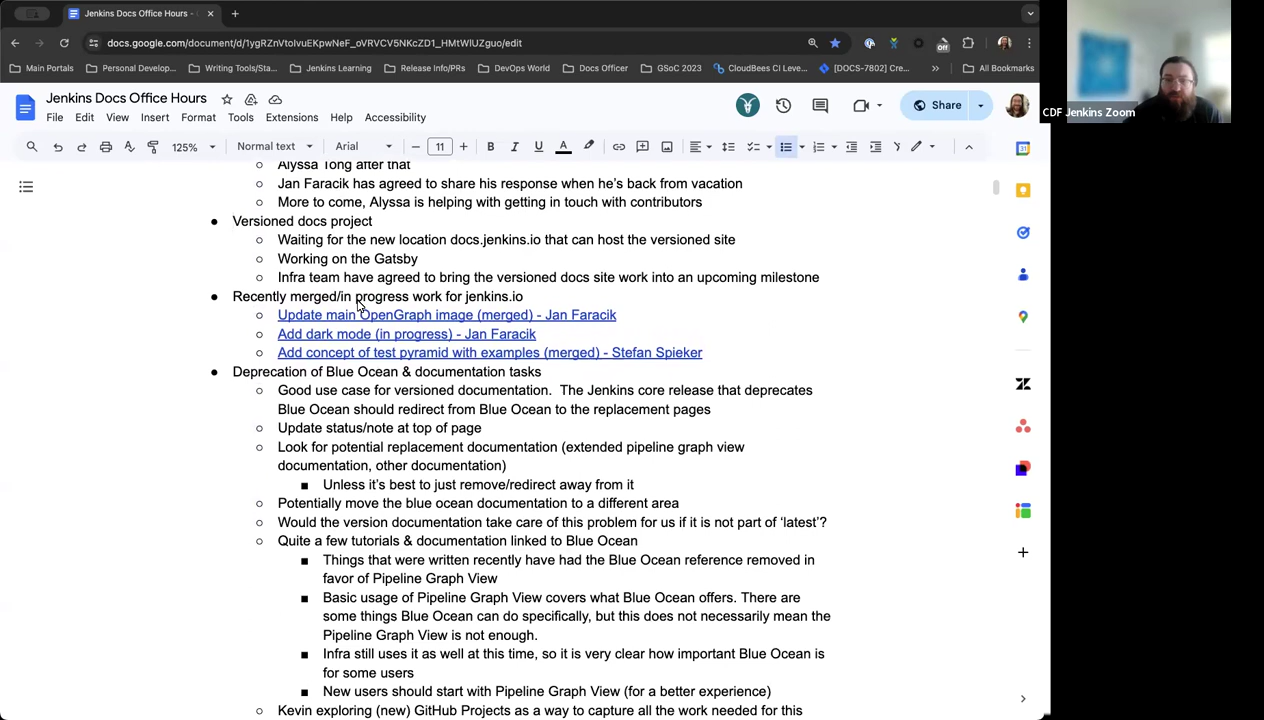 Jenkins Docs Office Hours -
docs.google.com/document/d/1ygRZnVtoIvuEKpwNeF_oVRVCV5NKcZD1_HMtWlUZguo/edit
Main Portals
Personal Develop...
Writing Tools/Sta...
Jenkins Learning
Release Info/PRs
DevOps World
Docs Officer
GSoC 2023
CloudBees CI Leve...
[DOCS-7802] Cre...
All Bookmarks
Off
CDF Jenkins Zoom
Jenkins Docs Office Hours
Share
File Edit View Insert Format Tools Extensions Help Accessibility
125% Normal text Arial 11 B I U A
Alyssa Tong after that
Jan Faracik has agreed to share his response when he's back from vacation
More to come, Alyssa is helping with getting in touch with contributors
Versioned docs project
Waiting for the new location docs.jenkins.io that can host the versioned site
Working on the Gatsby
Infra team have agreed to bring the versioned docs site work into an upcoming milestone
Recently merged/in progress work for jenkins.io
Update main OpenGraph image (merged) - Jan Faracik
Add dark mode (in progress) - Jan Faracik
Add concept of test pyramid with examples (merged) - Stefan Spieker
Deprecation of Blue Ocean & documentation tasks
Good use case for versioned documentation.  The Jenkins core release that deprecates
Blue Ocean should redirect from Blue Ocean to the replacement pages
Update status/note at top of page
Look for potential replacement documentation (extended pipeline graph view
documentation, other documentation)
Unless it's best to just remove/redirect away from it
Potentially move the blue ocean documentation to a different area
Would the version documentation take care of this problem for us if it is not part of 'latest'?
Quite a few tutorials & documentation linked to Blue Ocean
Things that were written recently have had the Blue Ocean reference removed in
favor of Pipeline Graph View
Basic usage of Pipeline Graph View covers what Blue Ocean offers. There are
some things Blue Ocean can do specifically, but this does not necessarily mean the
Pipeline Graph View is not enough.
Infra still uses it as well at this time, so it is very clear how important Blue Ocean is
for some users
New users should start with Pipeline Graph View (for a better experience)
Kevin exploring (new) GitHub Projects as a way to capture all the work needed for this